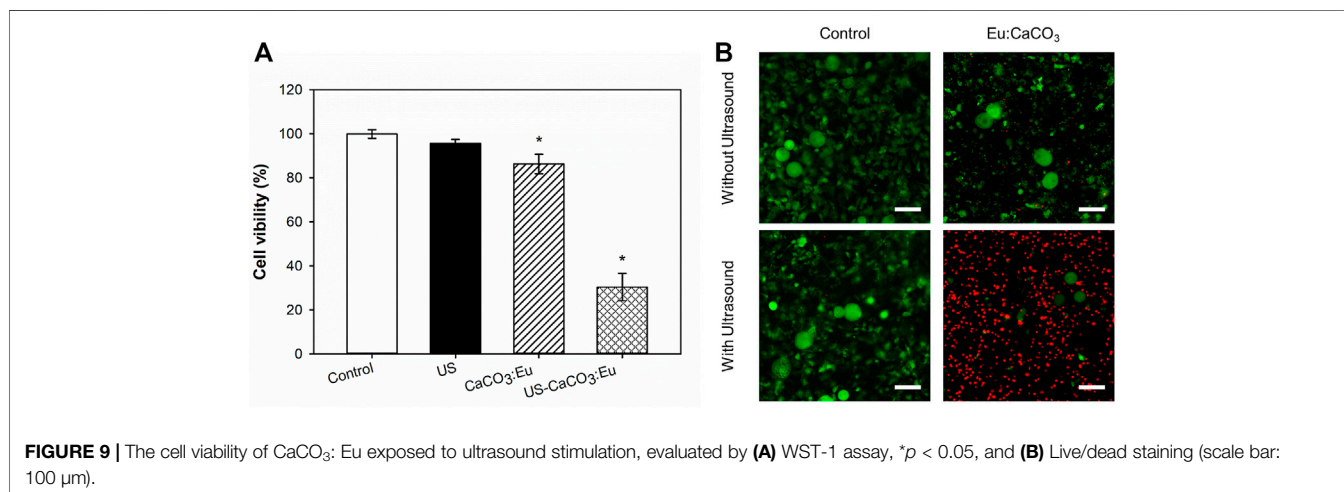 A
Cell vibility (%)
120
100
80
60
40
20
0
*
*
Control
US
CaCO₃:Eu
US-CaCO₃:Eu
B
Control
Eu:CaCO₃
Without Ultrasound
With Ultrasound
FIGURE 9 | The cell viability of CaCO₃: Eu exposed to ultrasound stimulation, evaluated by (A) WST-1 assay, *p < 0.05, and (B) Live/dead staining (scale bar:
100 μm).